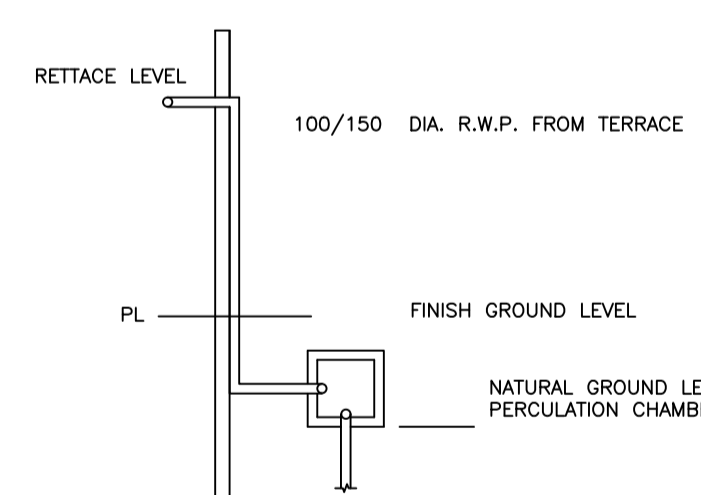 RETTACE LEVEL
100/150 DIA. R.W.P. FROM TERRACE
PL
FINISH GROUND LEVEL
NATURAL GROUND LE
PERCULATION CHAMB